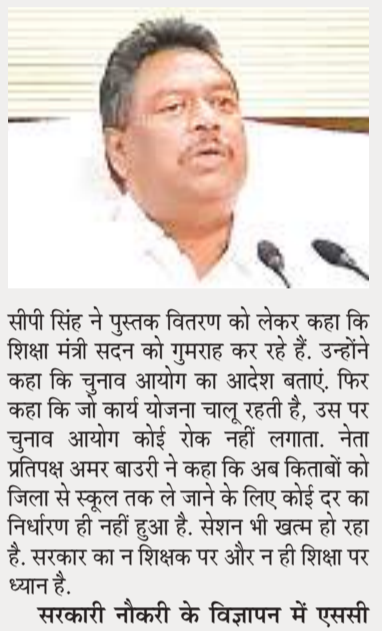 सीपी सिंह ने पुस्तक वितरण को लेकर कहा कि
शिक्षा मंत्री सदन को गुमराह कर रहे हैं. उन्होंने
कहा कि चुनाव आयोग का आदेश बताएं. फिर
कहा कि जो कार्य योजना चालू रहती है, उस पर
चुनाव आयोग कोई रोक नहीं लगाता. नेता
प्रतिपक्ष अमर बाउरी ने कहा कि अब किताबों को
जिला से स्कूल तक ले जाने के लिए कोई दर का
निर्धारण ही नहीं हुआ है. सेशन भी खत्म हो रहा
है. सरकार का न शिक्षक पर और न ही शिक्षा पर
ध्यान है.
सरकारी नौकरी के विज्ञापन में एससी